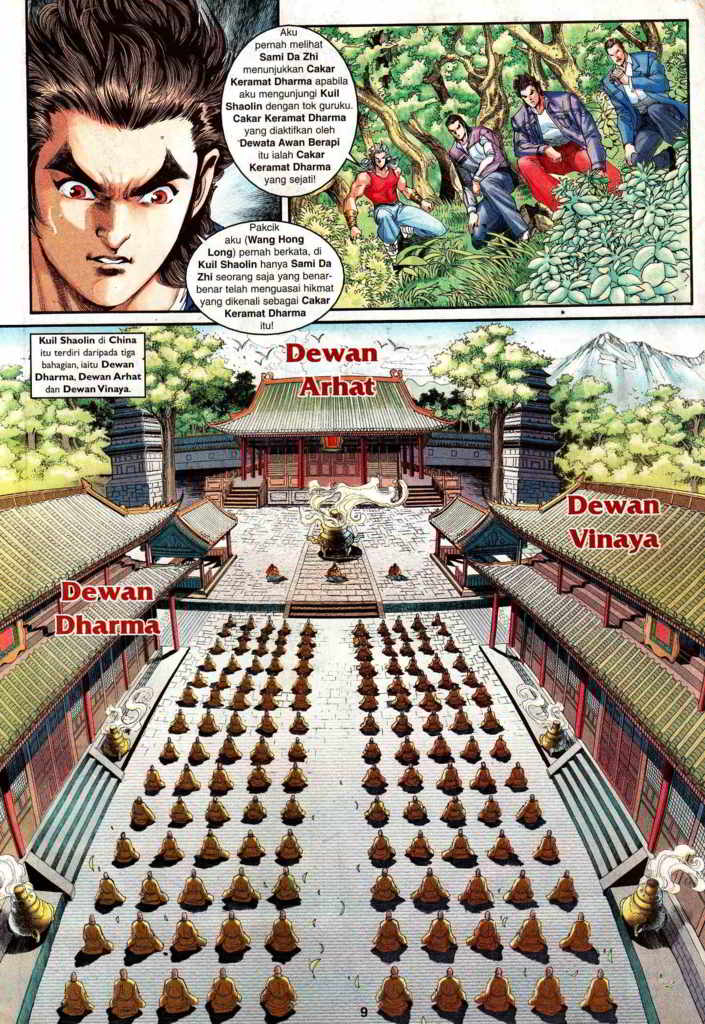 Aku
pernah melihat
Sami Da Zhi
menunjukkan Cakar
Keramat Dharma apabila
aku mengunjungi Kuil
Shaolin dengan tok guruku.
Cakar Keramat Dharma
yang diaktifkan oleh
'Dewata Awan Berapi'
itu ialah Cakar
Keramat Dharma
yang sejati!
Pakcik
aku (Wang Hong
Long) pernah berkata, di
Kuil Shaolin hanya Sami Da
Zhi seorang saja yang benar-
benar telah menguasai hikmat
yang dikenali sebagai Cakar
Keramat Dharma
itu!
Kuil Shaolin di China
itu terdiri daripada tiga
bahagian, iaitu Dewan
Dharma, Dewan Arhat
dan Dewan Vinaya.
Dewan
Arhat
Dewan
Vinaya
Dewan
Dharma
9